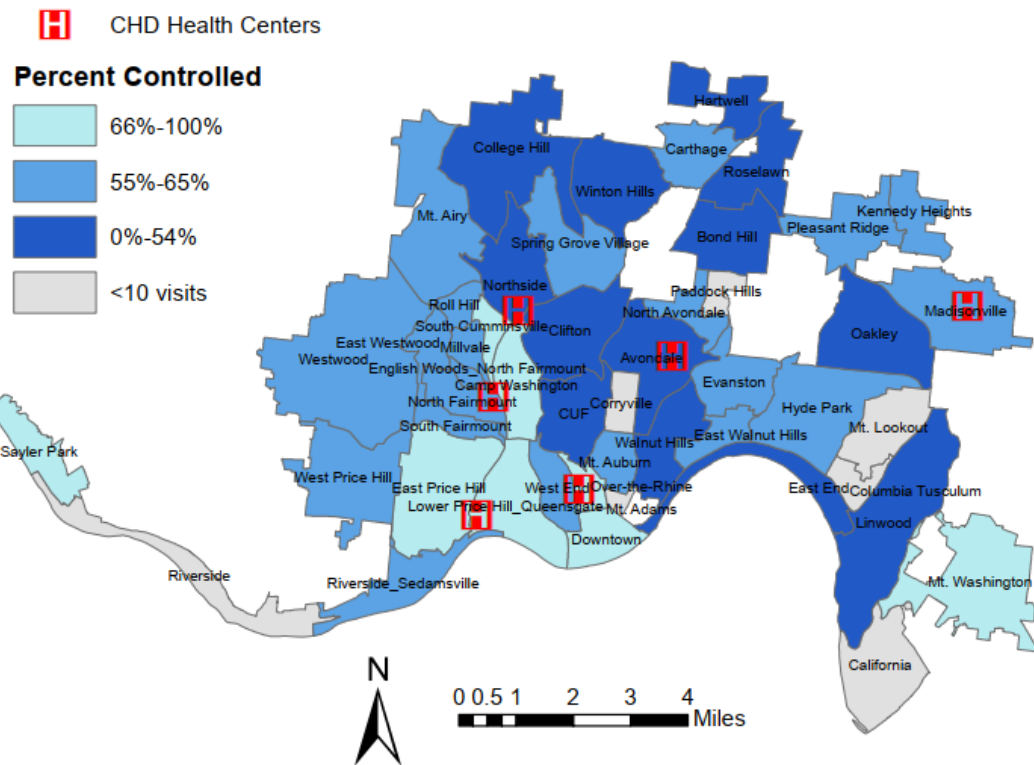 H CHD Health Centers
Percent Controlled
66%-100%
55%-65%
0%-54%
<10 visits
Hartwell
College Hill
Carthage
Roselawn
Winton Hills
Mt. Airy
Kennedy Heights
Pleasant Ridge
Bond Hill
Spring Grove Village
Northside
Paddock Hills
Roll Hill
H
H
Madisonville
North Avondale
South Cumminsville
Clifton
Oakley
East Westwood
Millvale
Westwood_
Avondale
H
English Woods_North Fairmount
Camp Washington
Evanston
H
North Fairmount
Corryville
CUF
Hyde Park
South Fairmount
Mt. Lookout
Walnut Hills
East Walnut Hills
Sayler Park
Mt. Auburn
West Price Hill
East Price Hill
West End
H
Over-the-Rhine
East End
Columbia Tusculum
Lower Price Hill_Queensgate
Mt. Adams
H
Linwood
Downtown
Riverside
Riverside_Sedamsville
Mt. Washington
California
N
0 0.5 1 2 3 4
Miles